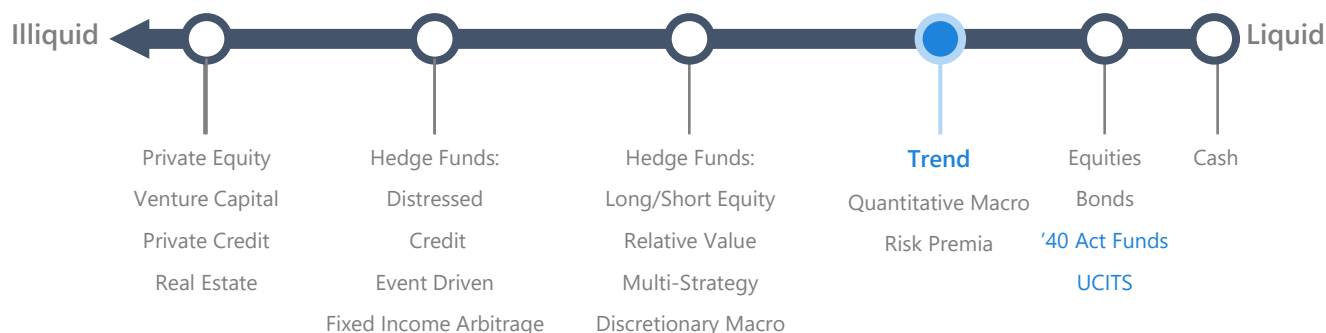 Illiquid
Liquid
Private Equity
Venture Capital
Private Credit
Real Estate
Hedge Funds:
Distressed
Credit
Event Driven
Fixed Income Arbitrage
Hedge Funds:
Long/Short Equity
Relative Value
Multi-Strategy
Discretionary Macro
Trend
Quantitative Macro
Risk Premia
Equities
Bonds
’40 Act Funds
UCITS
Cash